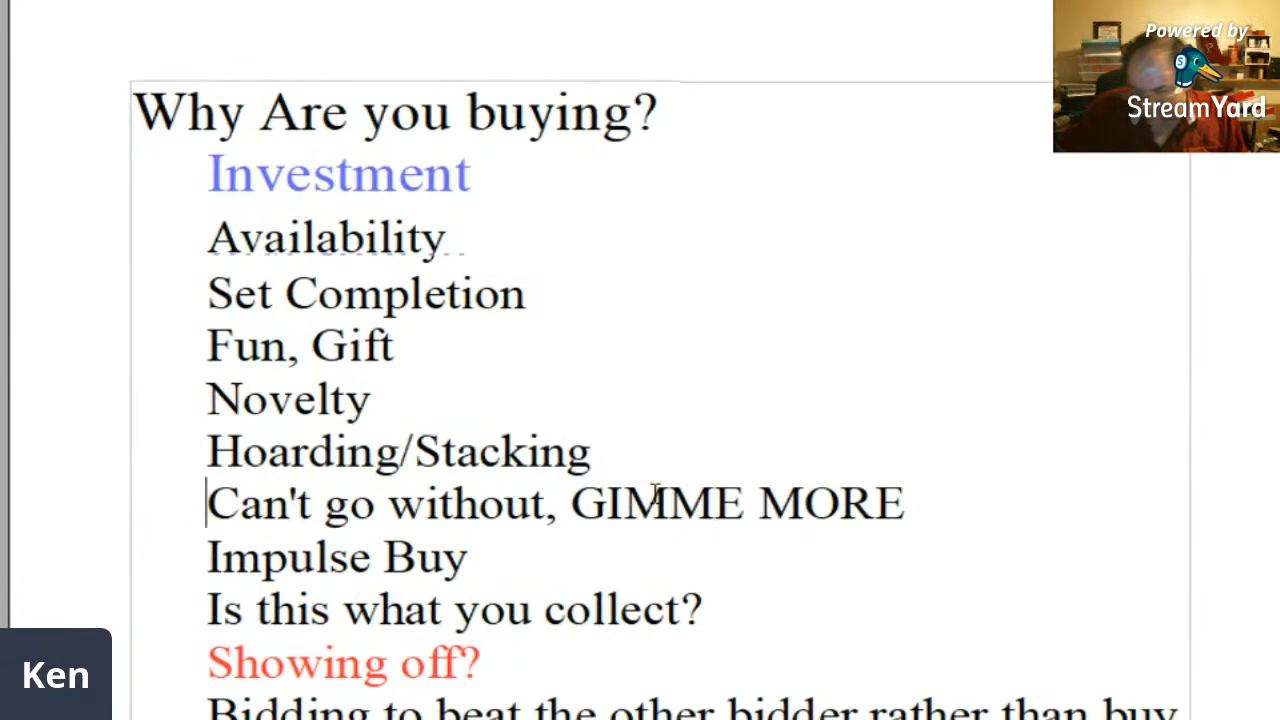 Powered by
StreamYard
Why Are you buying?
Investment
Availability
Set Completion
Fun, Gift
Novelty
Hoarding/Stacking
Can't go without, GIMME MORE
Impulse Buy
Is this what you collect?
Showing off?
Bidding to beat the other bidder rather than buy
Ken